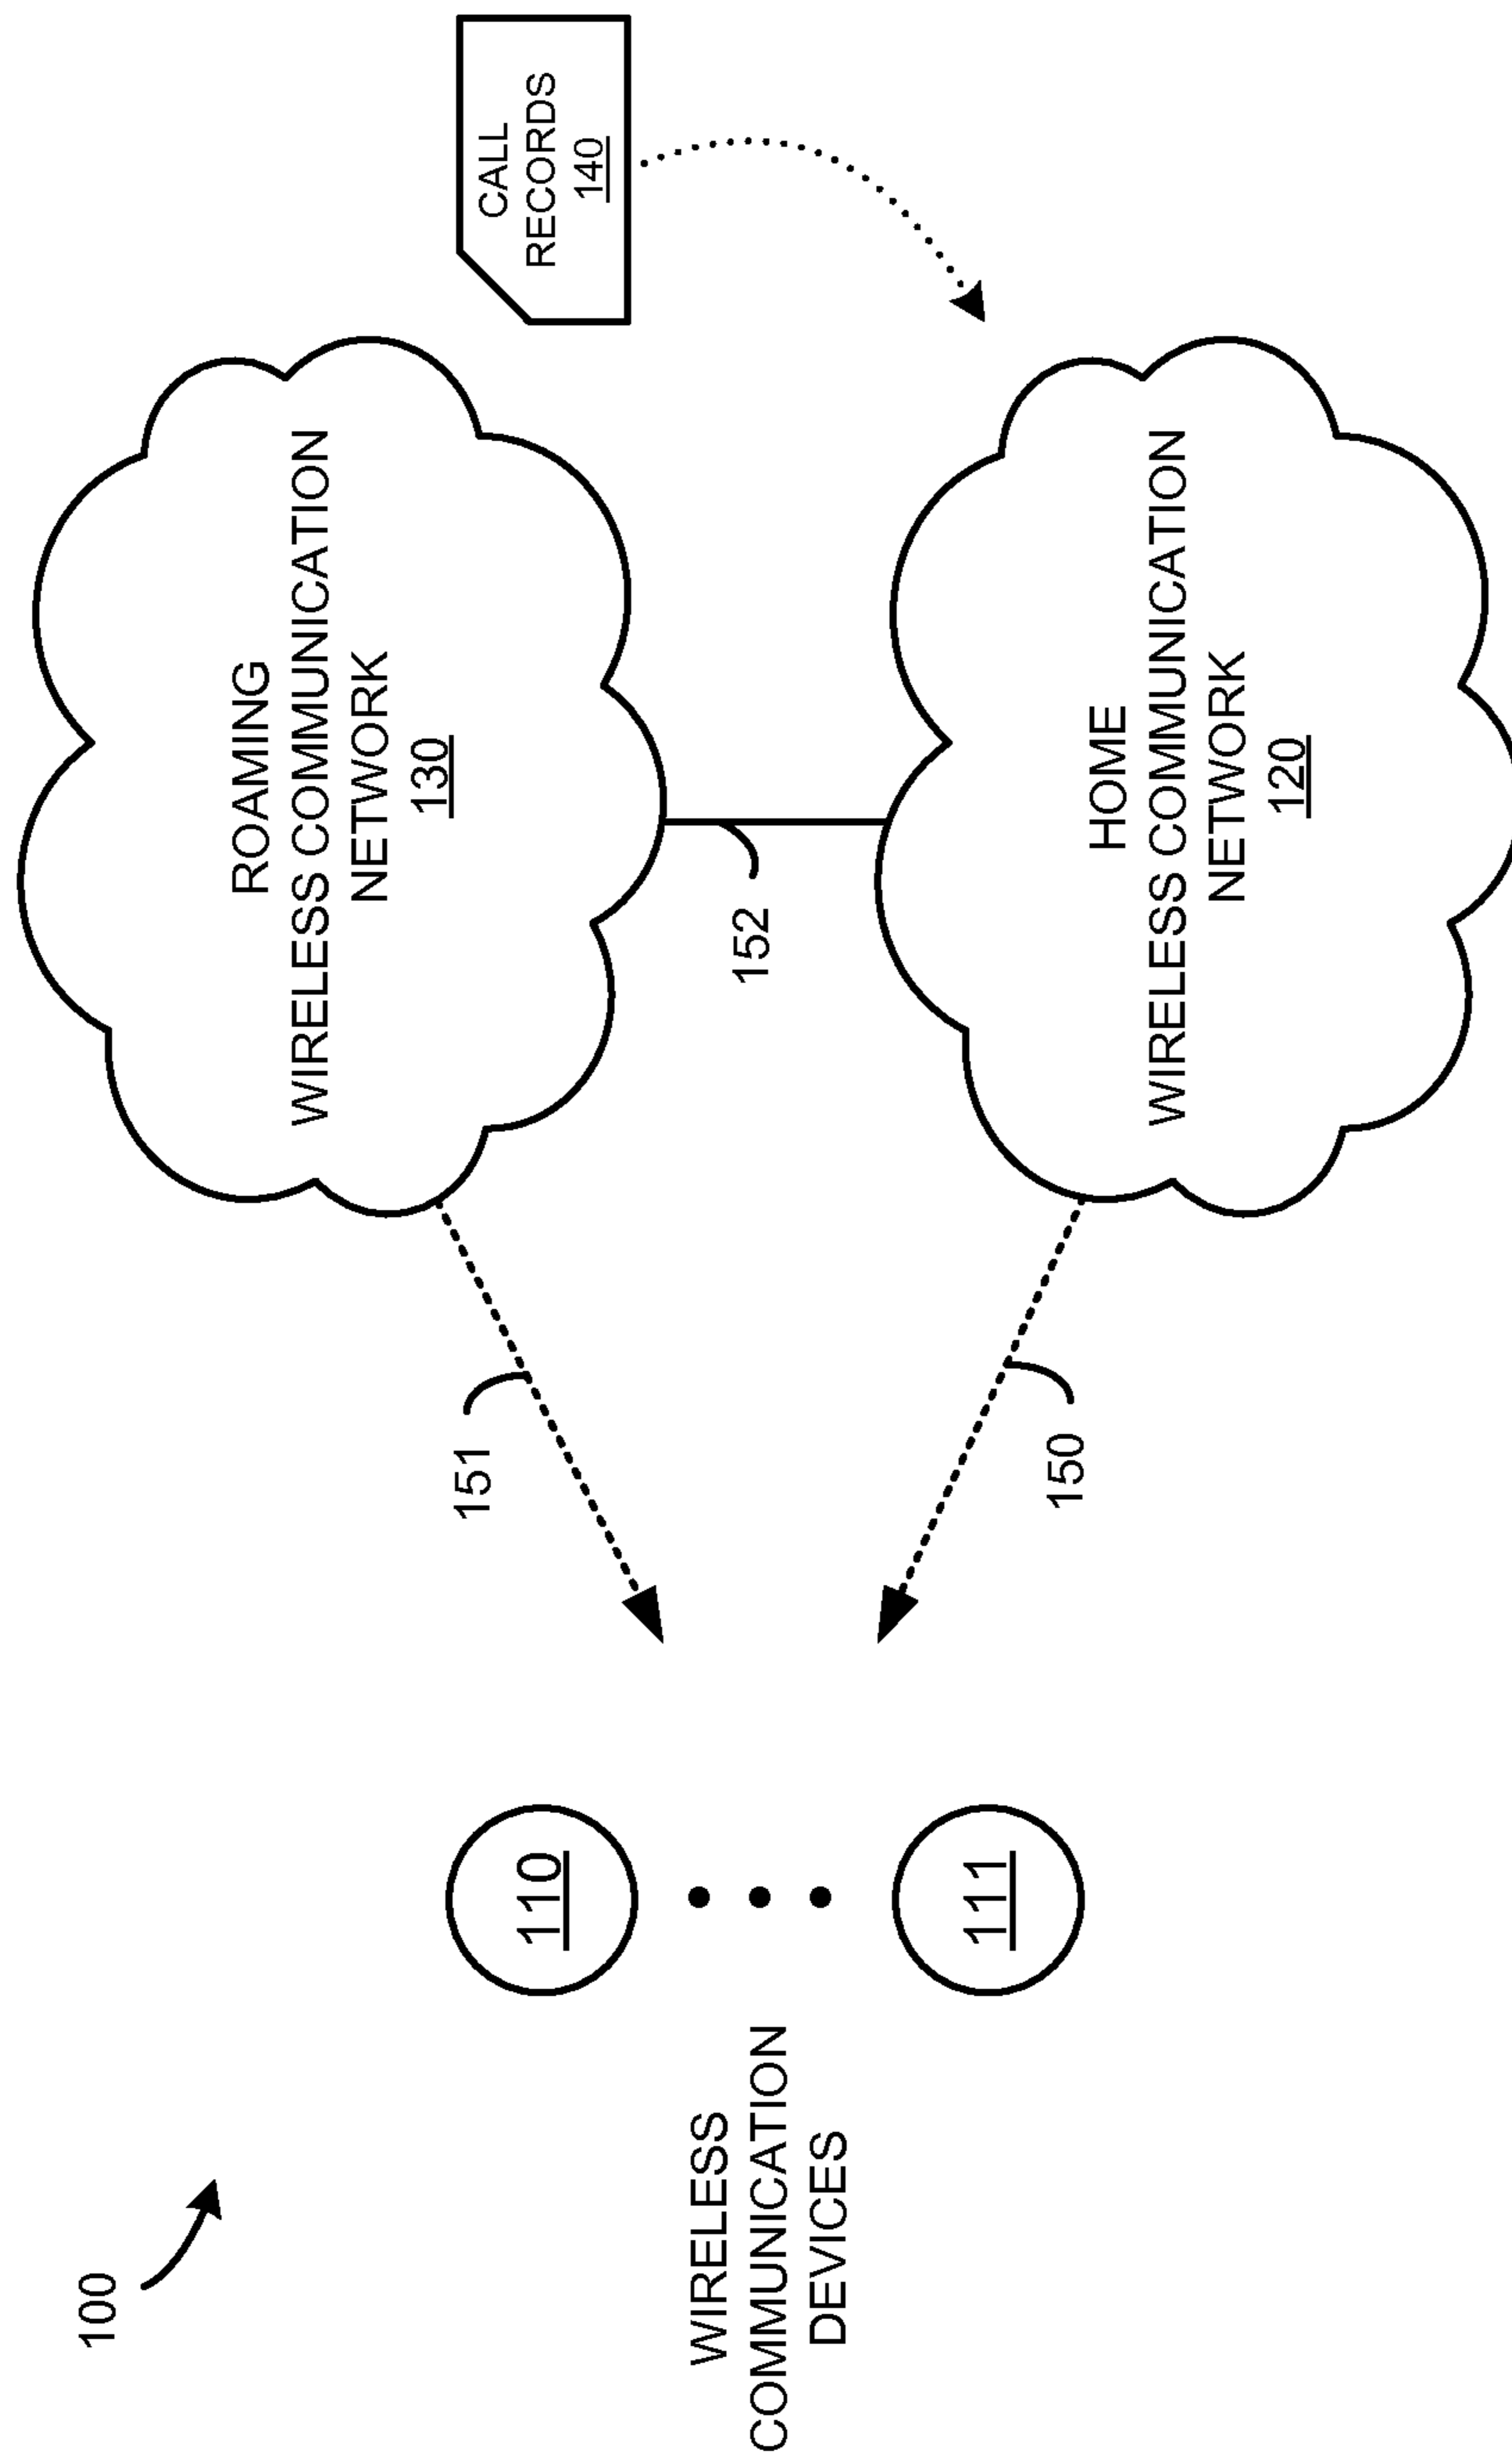 100
WIRELESS
COMMUNICATION
DEVICES
110
111
151
150
ROAMING
WIRELESS COMMUNICATION
NETWORK
130
152
HOME
WIRELESS COMMUNICATION
NETWORK
120
CALL
RECORDS
140